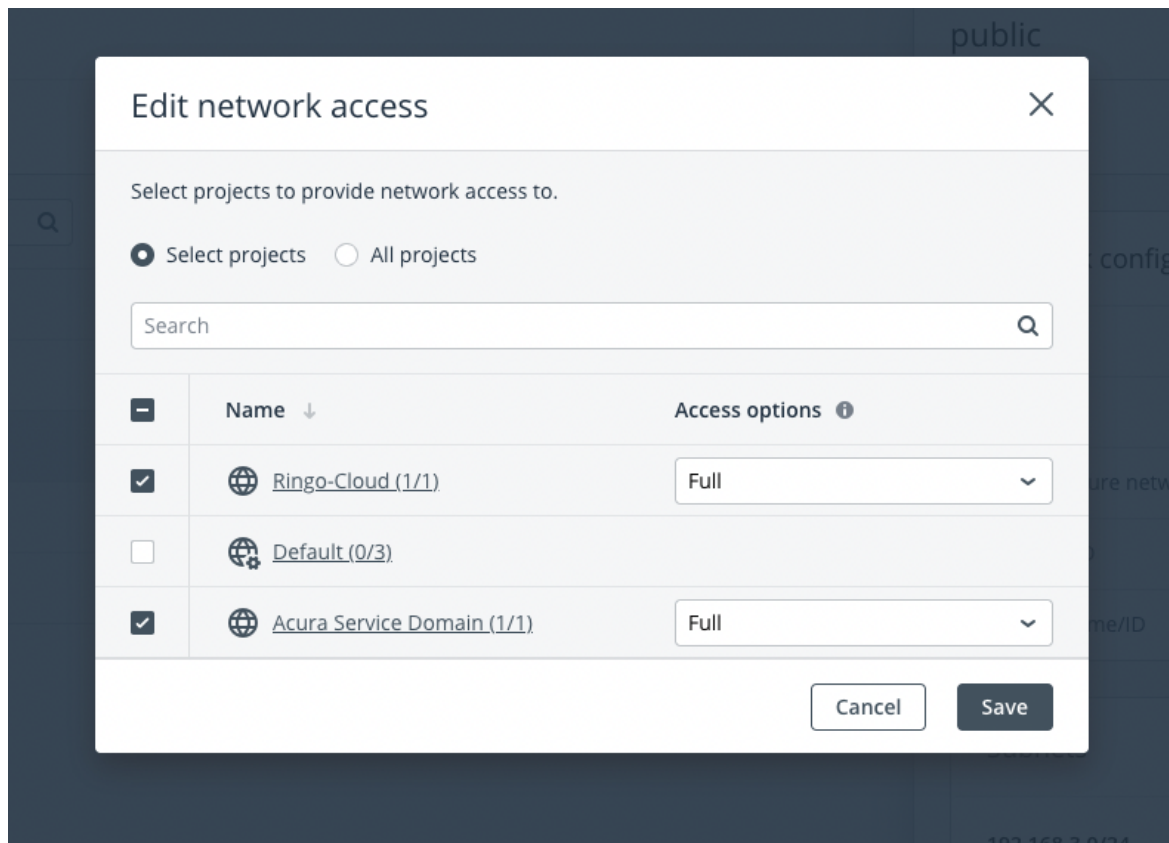 public
Edit network access
Select projects to provide network access to.
Select projects All projects
Search
Name Access options
Ringo-Cloud (1/1) Full
Default (0/3)
Acura Service Domain (1/1) Full
Cancel Save